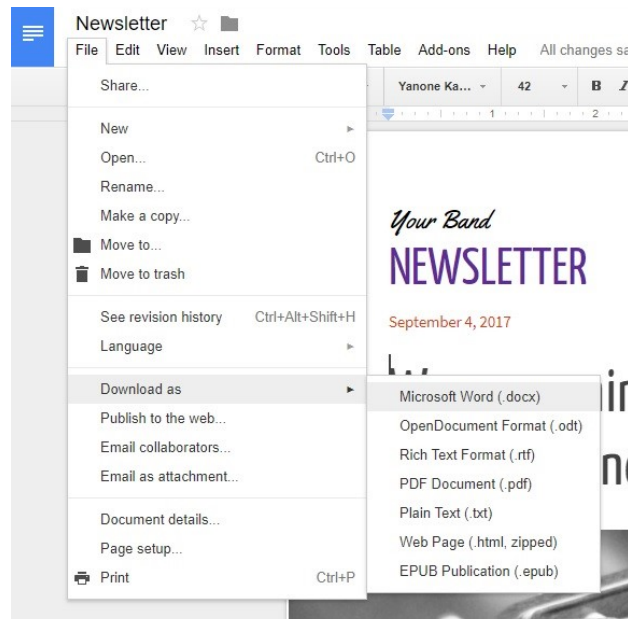 Newsletter
File Edit View Insert Format Tools Table Add-ons Help All changes
Yanone Ka... 42 B I
1 2
Share...
New
Open... Ctrl+O
Rename...
Make a copy...
Move to...
Move to trash
See revision history Ctrl+Alt+Shift+H
Language
Download as
Publish to the web...
Email collaborators...
Email as attachment...
Document details...
Page setup...
Print Ctrl+P
Your Band
NEWSLETTER
September 4, 2017
Microsoft Word (.docx)
OpenDocument Format (.odt)
Rich Text Format (.rtf)
PDF Document (.pdf)
Plain Text (.txt)
Web Page (.html, zipped)
EPUB Publication (.epub)